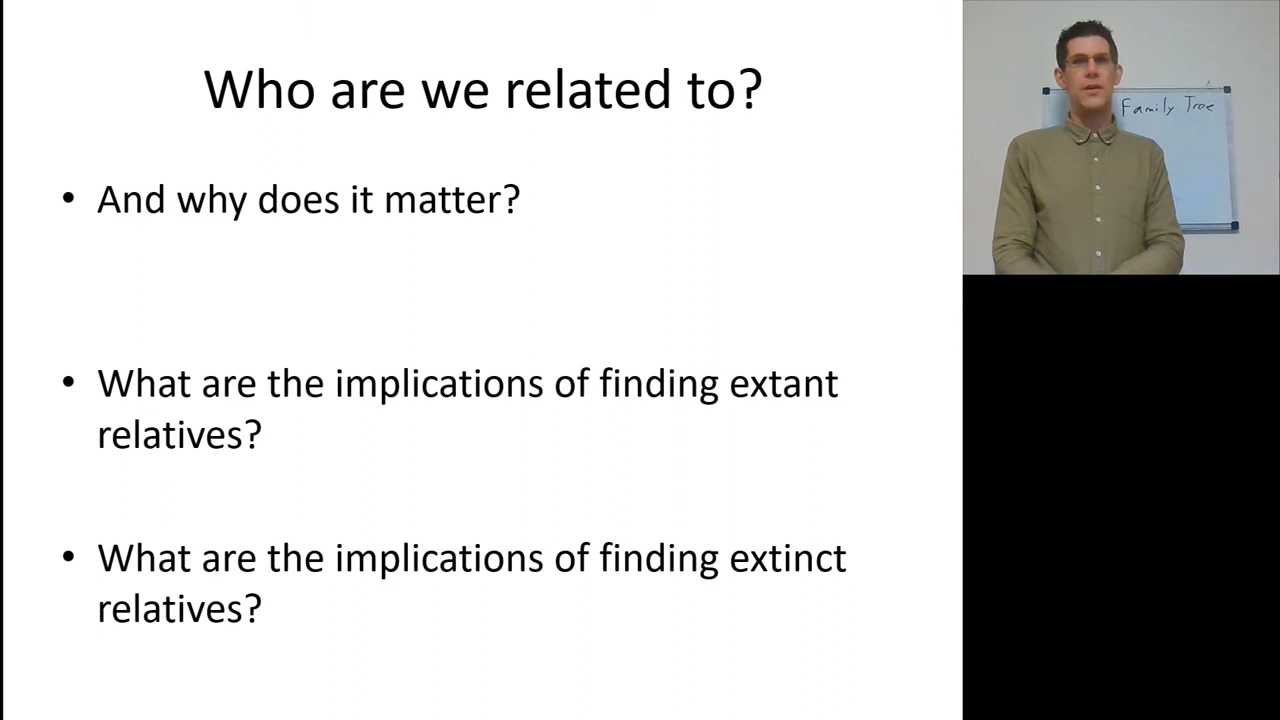 Who are we related to?
• And why does it matter?
• What are the implications of finding extant
relatives?
• What are the implications of finding extinct
relatives?
Family Tree